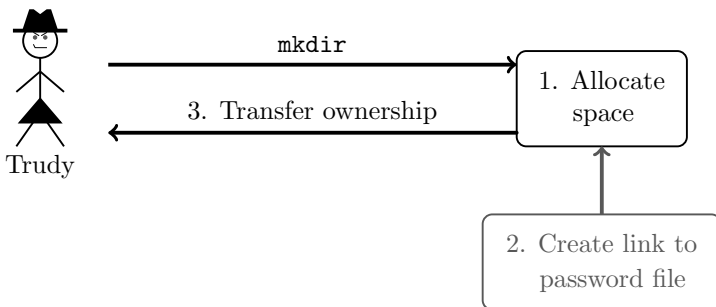 mkdir
1. Allocate
space
3. Transfer ownership
Trudy
2. Create link to
password file